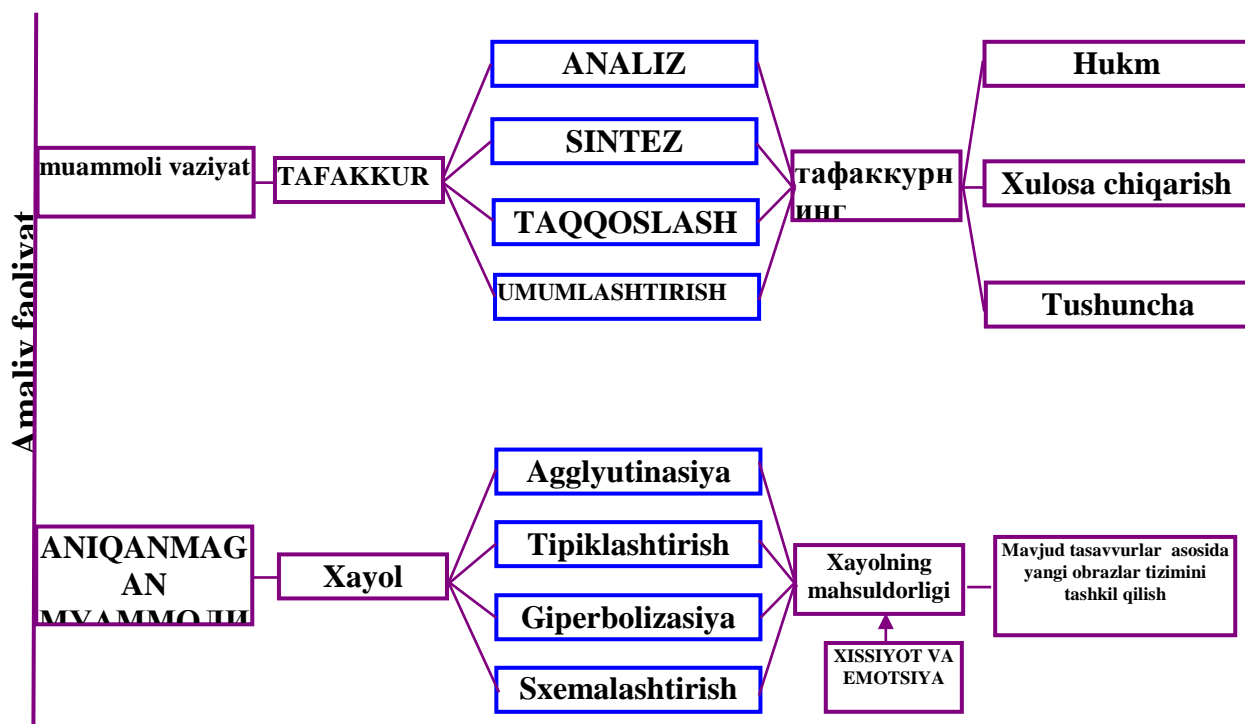 Amaliy faoliyat
muammoli vaziyat
TAFAKKUR
ANALIZ
SINTEZ
TAQQOSLASH
UMUMLASHTIRISH
тафаккурн
инг
Hukm
Xulosa chiqarish
Tushuncha
ANIQANMAG
AN
МУАММОЛИ
Xayol
Agglyutinasiya
Tipiklashtirish
Giperbolizasiya
Sxemalashtirish
Xayolning
mahsuldorligi
XISSIYOT VA
EMOTSIYA
Mavjud tasavvurlar asosida
yangi obrazlar tizimini
tashkil qilish